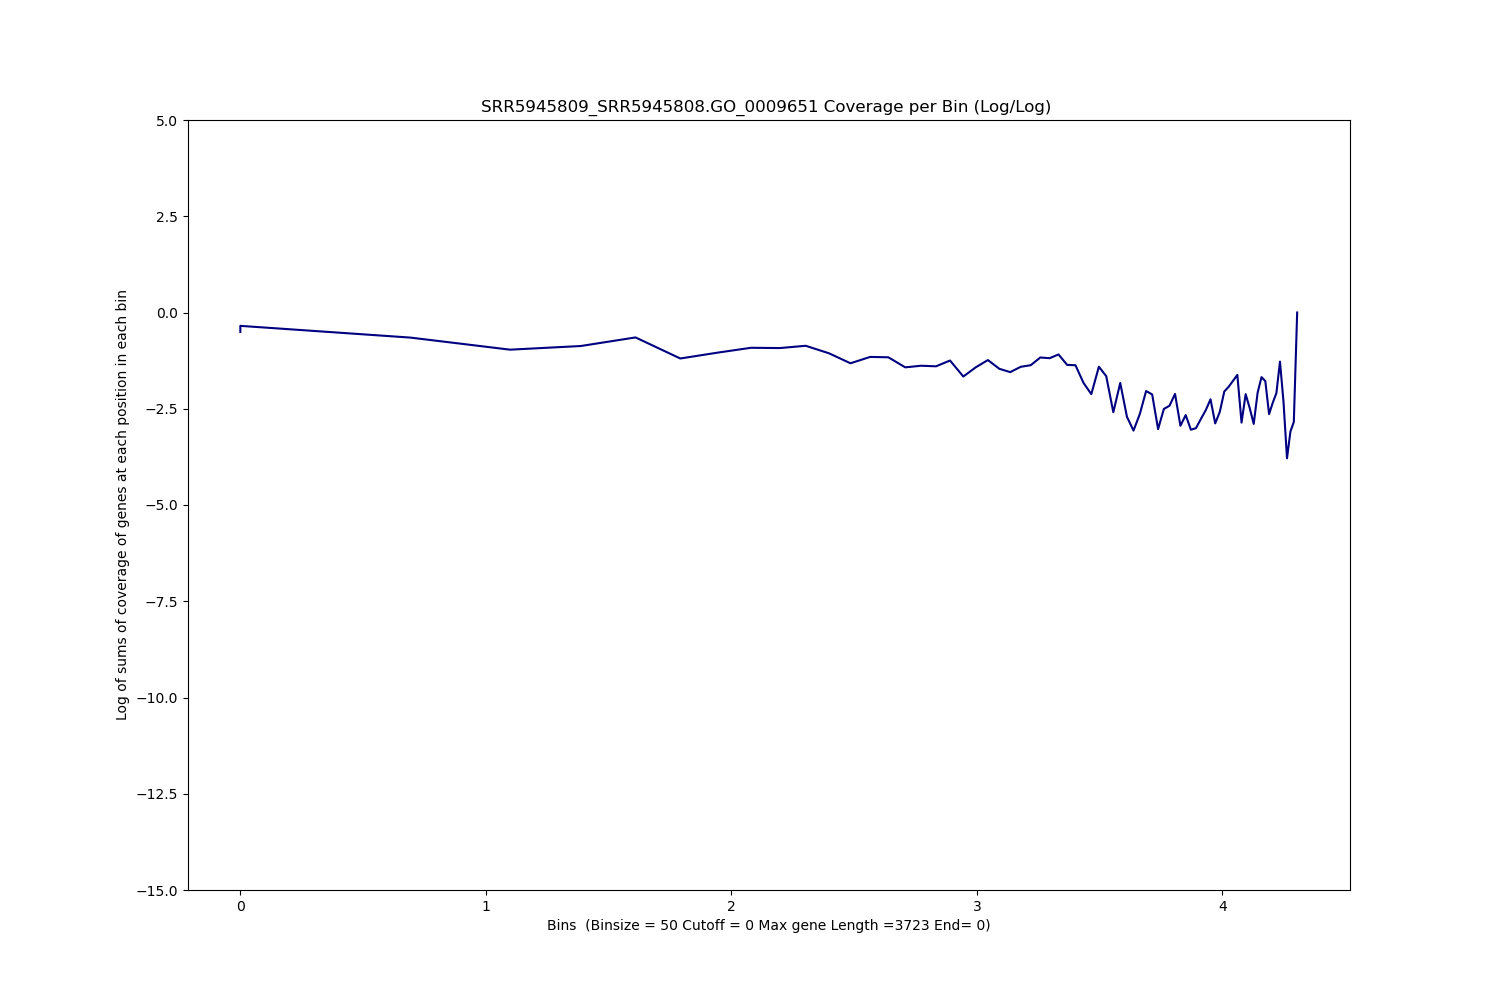 SRR5945809_SRR5945808.GO_0009651 Coverage per Bin (Log/Log)
5.0
2.5
0.0
−2.5
−5.0
−7.5
−10.0
−12.5
−15.0
Log of sums of coverage of genes at each position in each bin
0 1 2 3 4
Bins  (Binsize = 50 Cutoff = 0 Max gene Length =3723 End= 0)